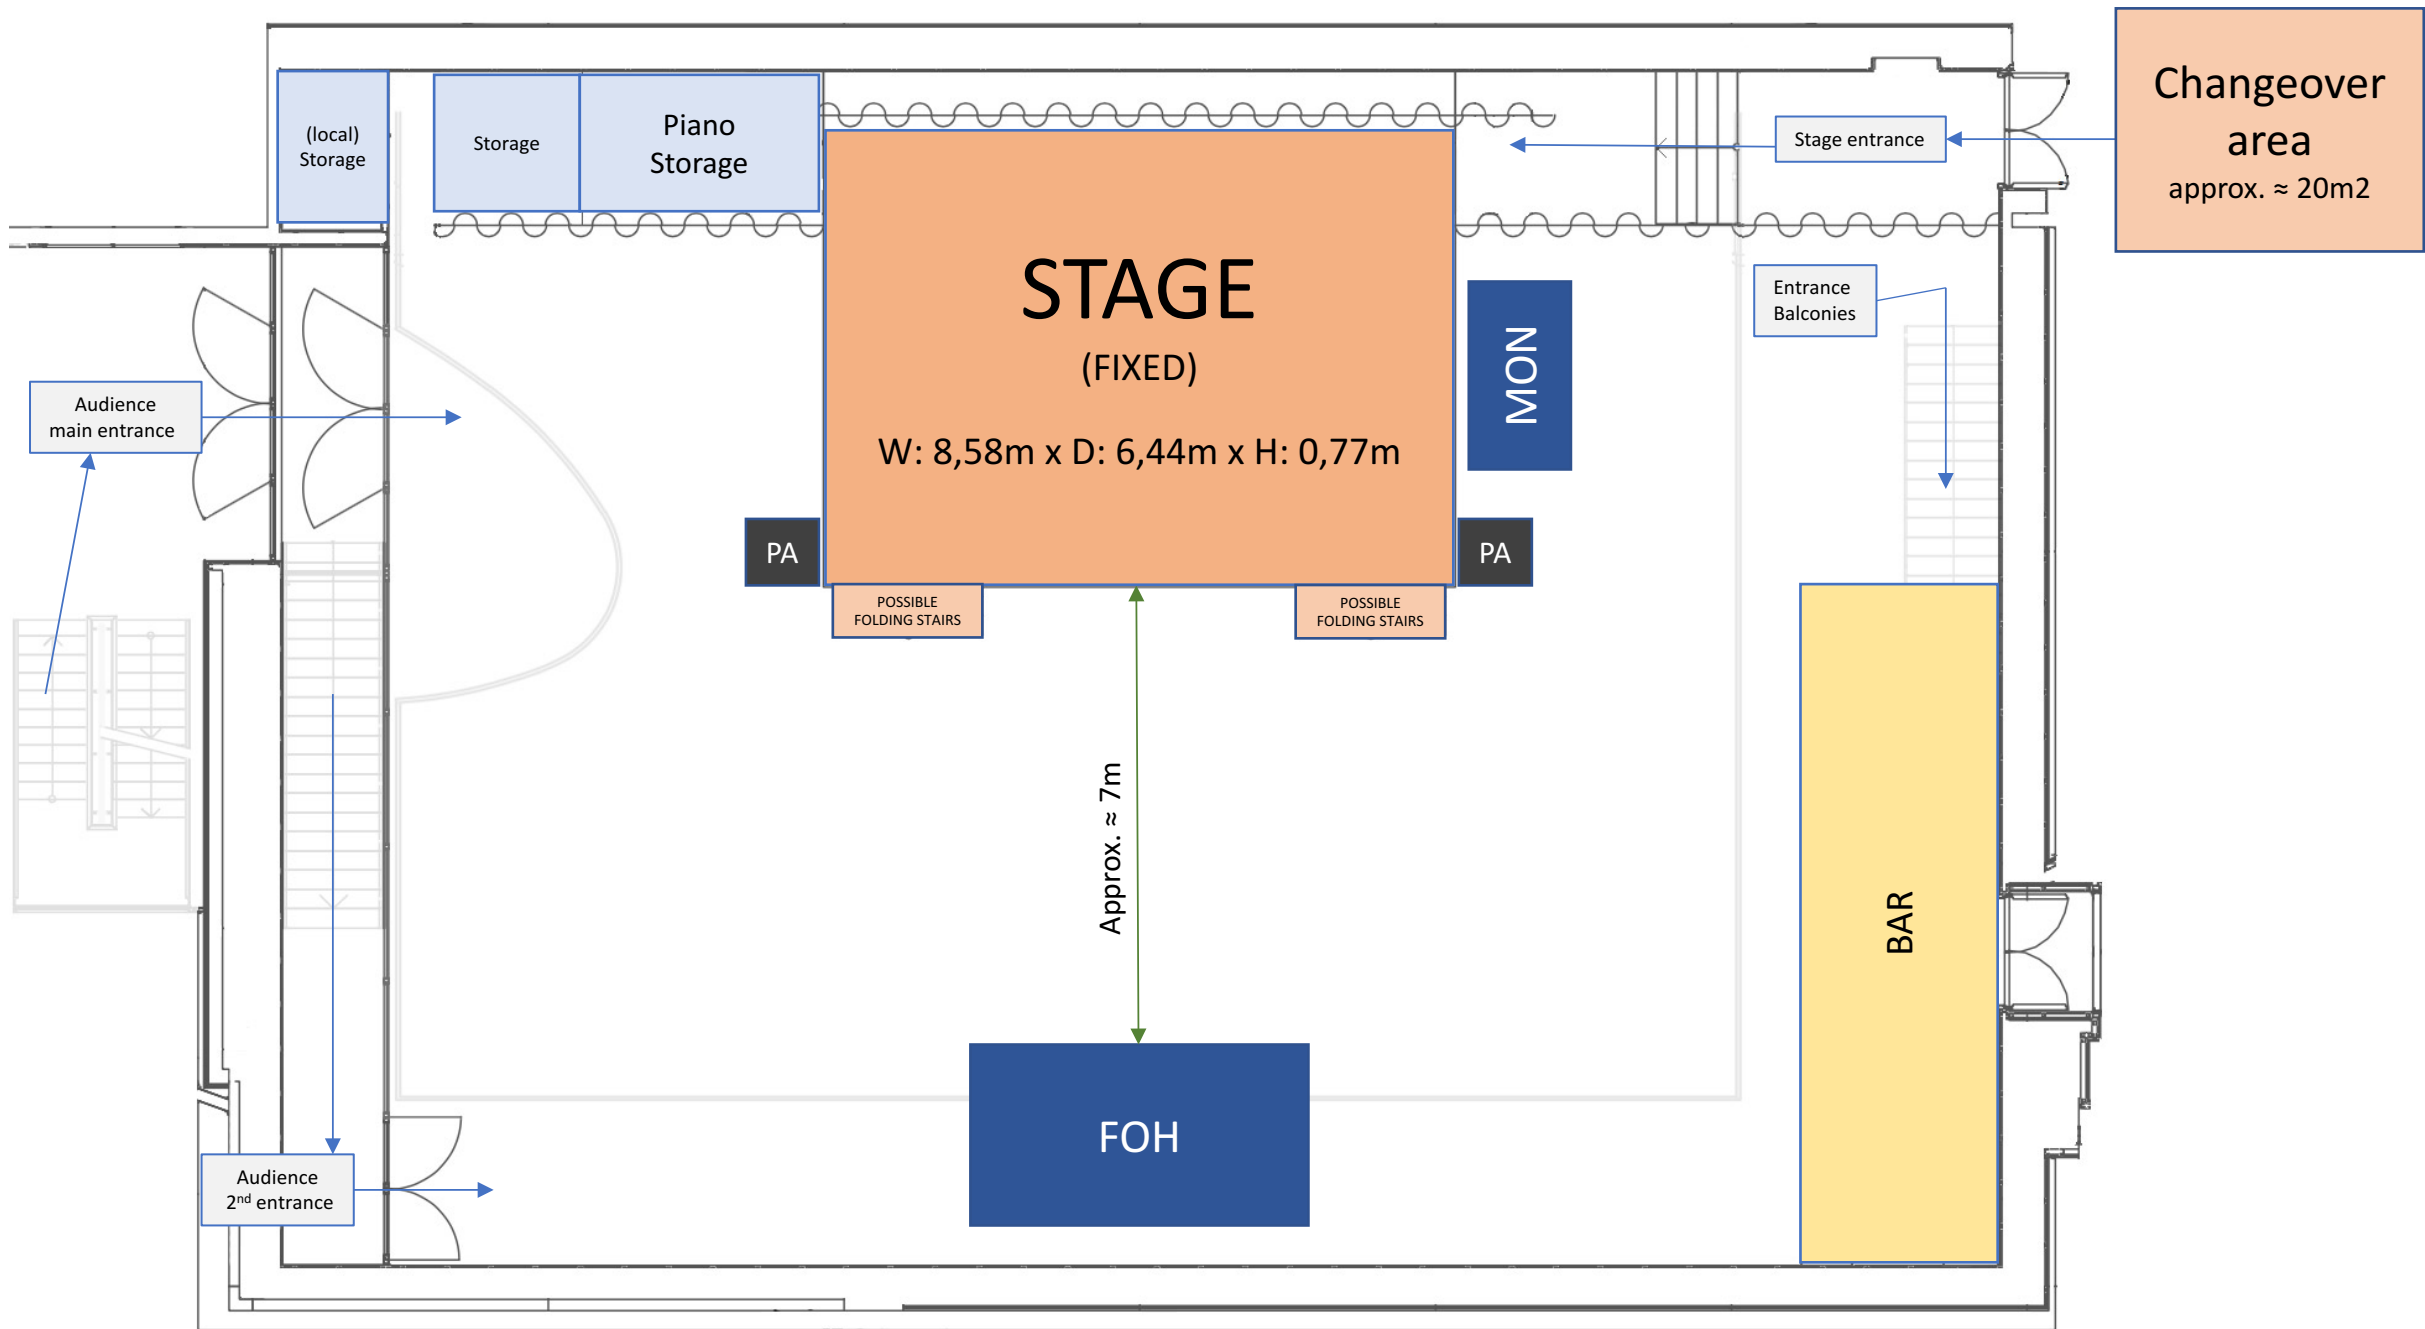 Changeover
area
approx. ≈ 20m2
(local)
Storage
Storage
Piano
Storage
Stage entrance
STAGE
(FIXED)
W: 8,58m x D: 6,44m x H: 0,77m
MON
Entrance
Balconies
Audience
main entrance
PA
PA
POSSIBLE
FOLDING STAIRS
POSSIBLE
FOLDING STAIRS
Approx. ≈ 7m
BAR
FOH
Audience
2nd entrance